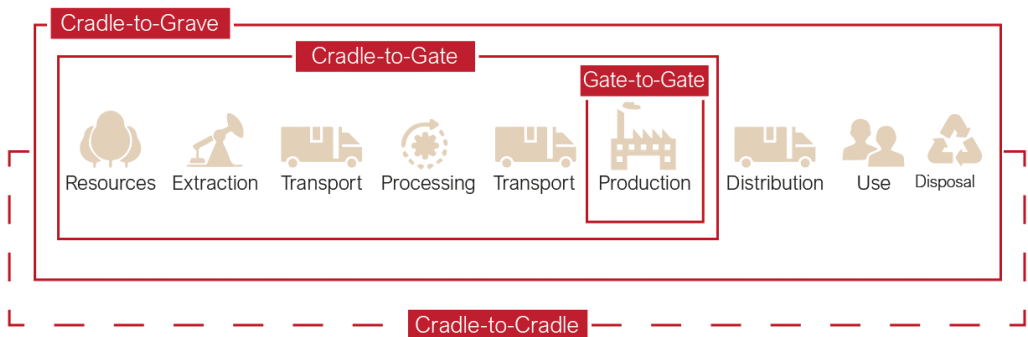 Cradle-to-Grave
Cradle-to-Gate
Gate-to-Gate
Resources Extraction Transport Processing Transport Production Distribution Use Disposal
Cradle-to-Cradle